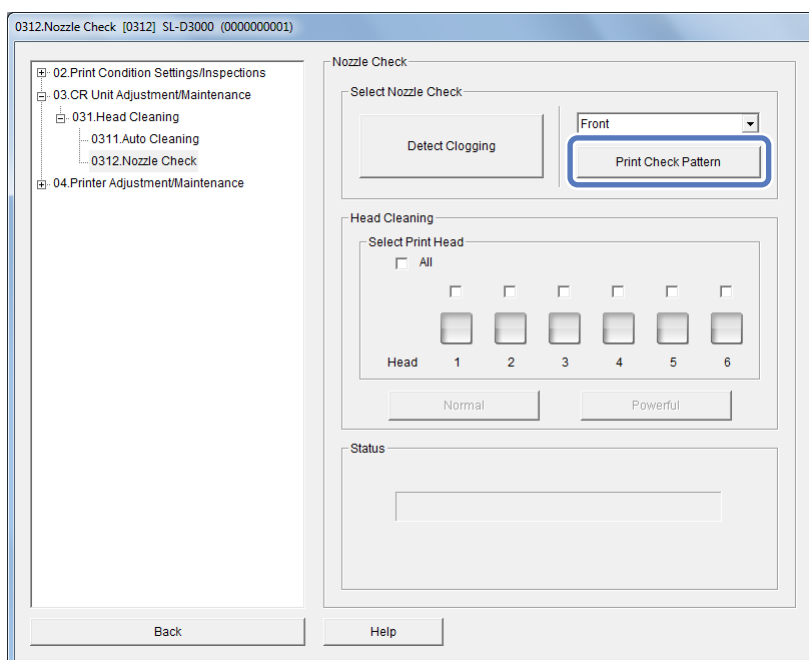 0312.Nozzle Check [0312] SL-D3000 (0000000001)
02.Print Condition Settings/Inspections
03.CR Unit Adjustment/Maintenance
031.Head Cleaning
0311.Auto Cleaning
0312.Nozzle Check
04.Printer Adjustment/Maintenance
Nozzle Check
Select Nozzle Check
Detect Clogging
Front
Print Check Pattern
Head Cleaning
Select Print Head
All
Head 1 2 3 4 5 6
Normal Powerful
Status
Back Help